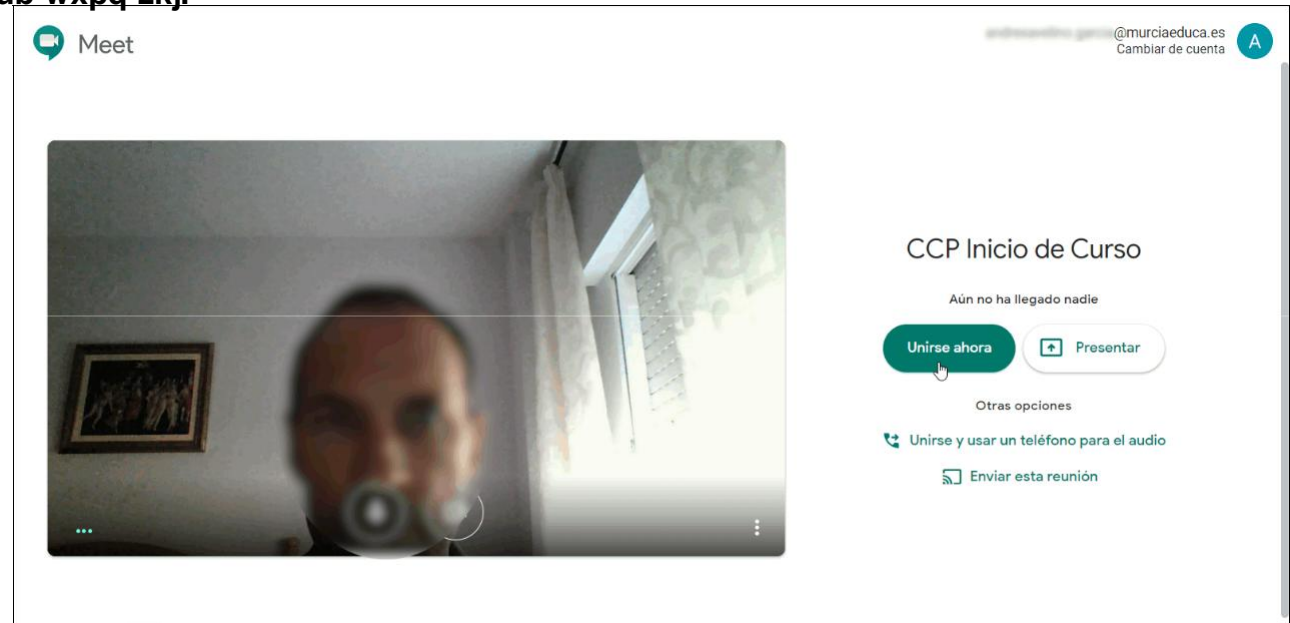 Meet
@murciaeduca.es
Cambiar de cuenta
A
CCP Inicio de Curso
Aún no ha llegado nadie
Unirse ahora
Presentar
Otras opciones
Unirse y usar un teléfono para el audio
Enviar esta reunión